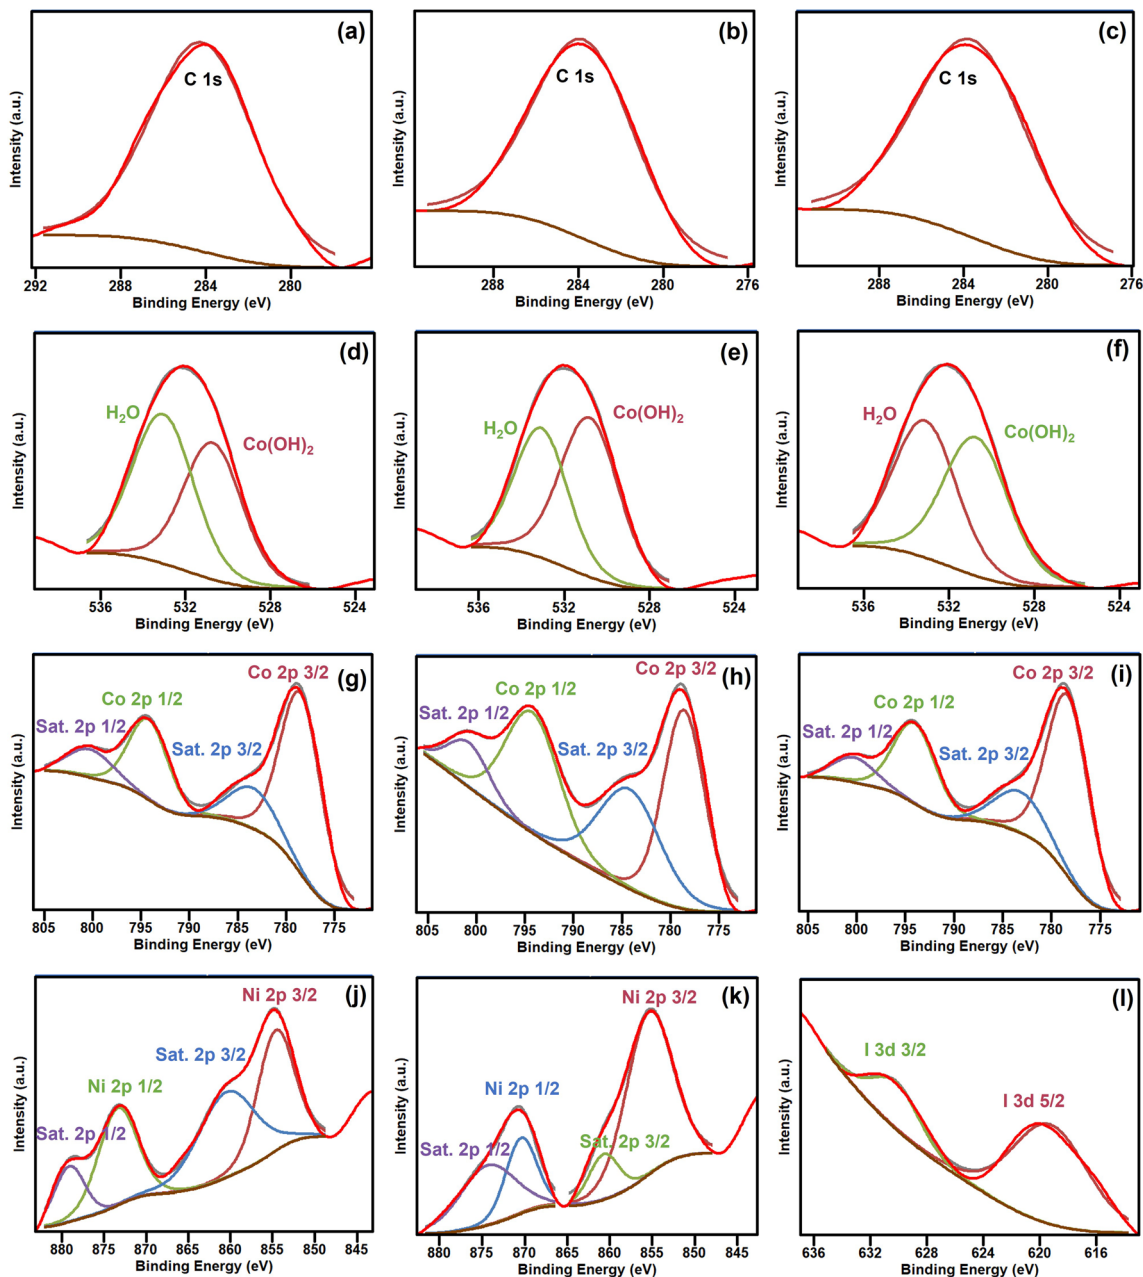 (a)
C 1s
Intensity (a.u.)
292 288 284 280
Binding Energy (eV)
(b)
C 1s
Intensity (a.u.)
288 284 280 276
Binding Energy (eV)
(c)
C 1s
Intensity (a.u.)
288 284 280 276
Binding Energy (eV)
(d)
H2O
Co(OH)2
Intensity (a.u.)
536 532 528 524
Binding Energy (eV)
(e)
H2O
Co(OH)2
Intensity (a.u.)
536 532 528 524
Binding Energy (eV)
(f)
H2O
Co(OH)2
Intensity (a.u.)
536 532 528 524
Binding Energy (eV)
Co 2p 3/2
(g)
Co 2p 1/2
Sat. 2p 1/2
Sat. 2p 3/2
Intensity (a.u.)
805 800 795 790 785 780 775
Binding Energy (eV)
Co 2p 3/2
(h)
Co 2p 1/2
Sat. 2p 1/2
Sat. 2p 3/2
Intensity (a.u.)
805 800 795 790 785 780 775
Binding Energy (eV)
Co 2p 3/2
(i)
Co 2p 1/2
Sat. 2p 1/2
Sat. 2p 3/2
Intensity (a.u.)
805 800 795 790 785 780 775
Binding Energy (eV)
Ni 2p 3/2
(j)
Sat. 2p 3/2
Ni 2p 1/2
Sat. 2p 1/2
Intensity (a.u.)
880 875 870 865 860 855 850 845
Binding Energy (eV)
Ni 2p 3/2
(k)
Ni 2p 1/2
Sat. 2p 1/2
Sat. 2p 3/2
Intensity (a.u.)
880 875 870 865 860 855 850 845
Binding Energy (eV)
(l)
I 3d 3/2
I 3d 5/2
Intensity (a.u.)
636 632 628 624 620 616
Binding Energy (eV)